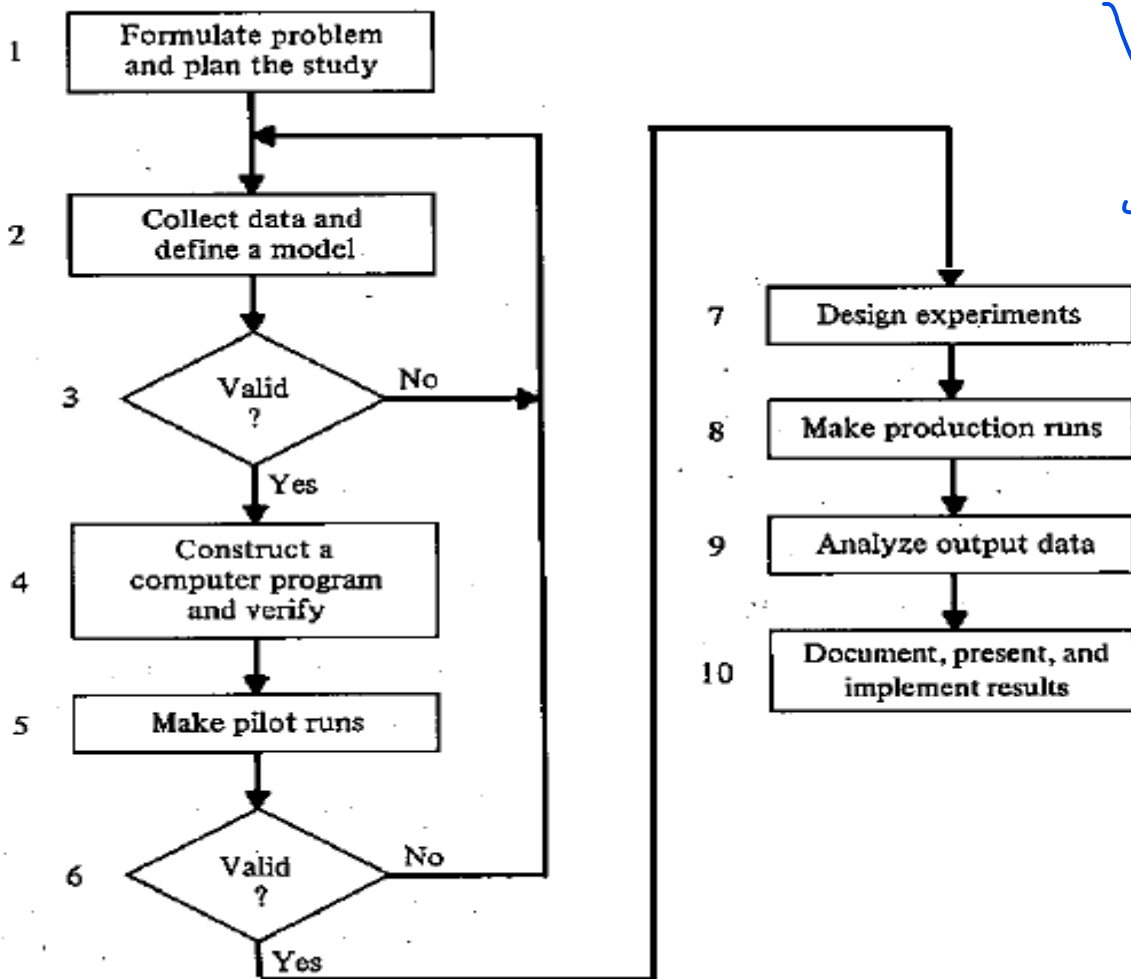 1
Formulate problem
and plan the study
2
Collect data and
define a model
3
Valid
?
No
Yes
4
Construct a
computer program
and verify
5
Make pilot runs
6
Valid
?
No
Yes
7
Design experiments
8
Make production runs
9
Analyze output data
10
Document, present, and
implement results